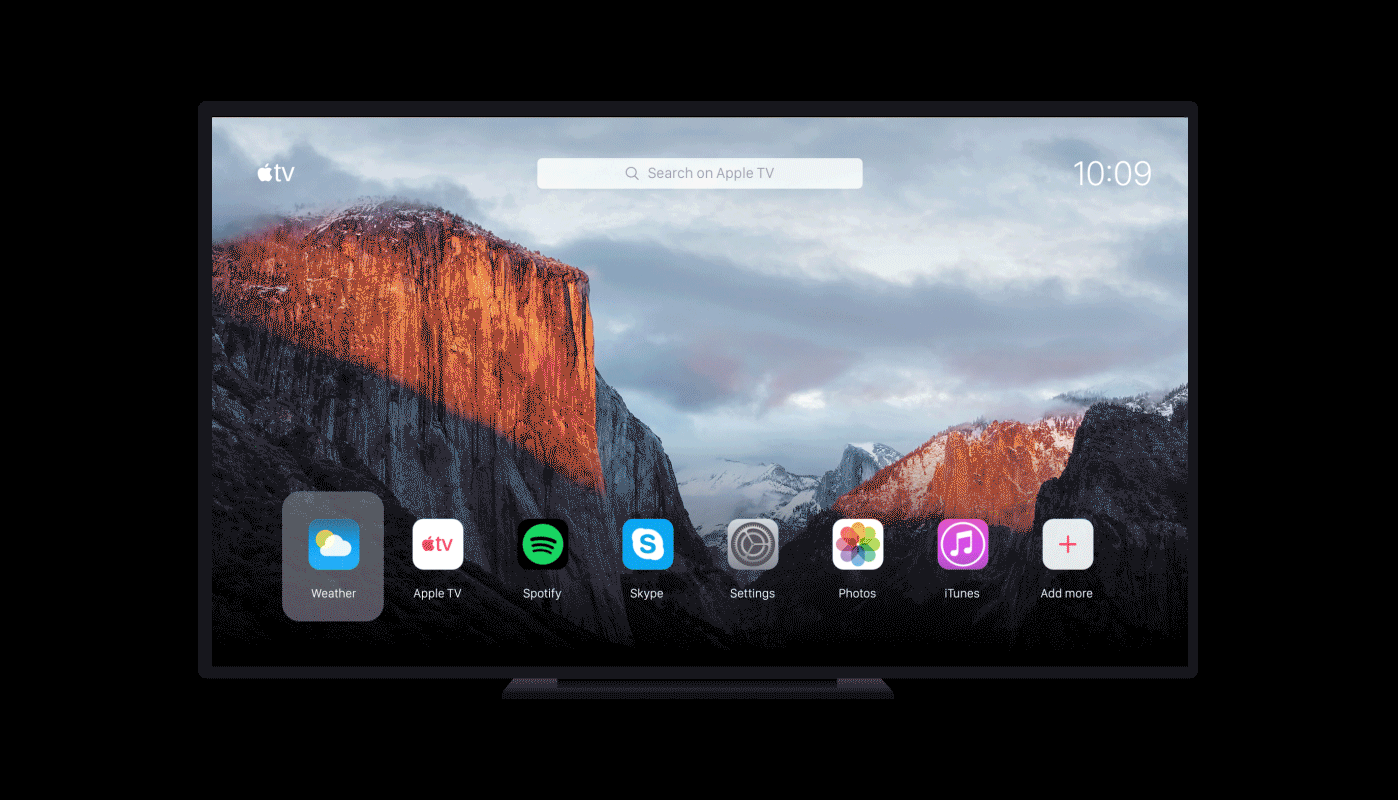 tv
Search on Apple TV
10:09
tv
S
Weather
Apple TV
Spotify
Skype
Settings
Photos
iTunes
Add more